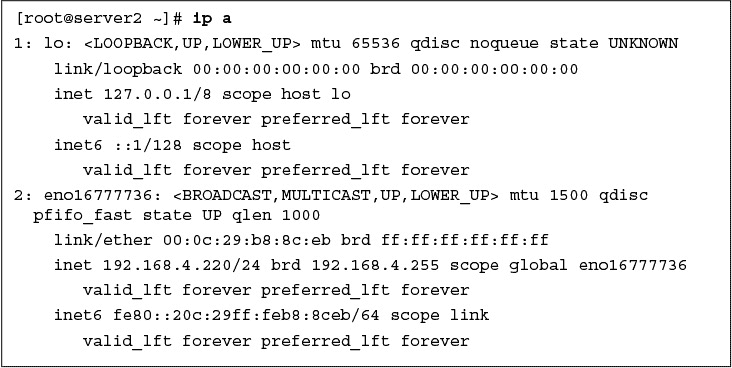 [root@server2 ~]# ip a
1: lo: <LOOPBACK,UP,LOWER_UP> mtu 65536 qdisc noqueue state UNKNOWN
link/loopback 00:00:00:00:00:00 brd 00:00:00:00:00:00
inet 127.0.0.1/8 scope host lo
valid_lft forever preferred_lft forever
inet6 ::1/128 scope host
valid_lft forever preferred_lft forever
2: eno16777736: <BROADCAST,MULTICAST,UP,LOWER_UP> mtu 1500 qdisc
pfifo_fast state UP qlen 1000
link/ether 00:0c:29:b8:8c:eb brd ff:ff:ff:ff:ff:ff
inet 192.168.4.220/24 brd 192.168.4.255 scope global eno16777736
valid_lft forever preferred_lft forever
inet6 fe80::20c:29ff:feb8:8ceb/64 scope link
valid_lft forever preferred_lft forever